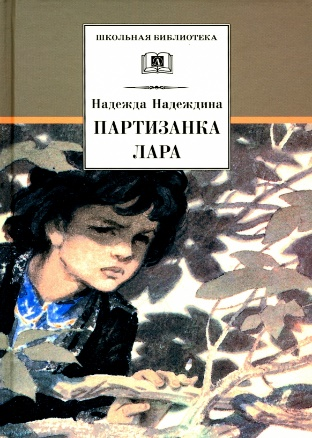 ШКОЛЬНАЯ БИБЛИОТЕКА
Надежда Надеждина
ПАРТИЗАНКА
ЛАРА